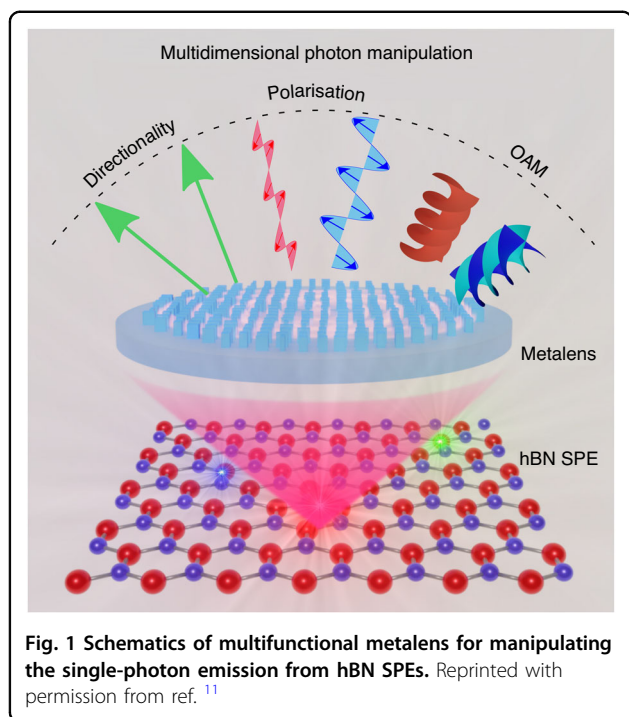 Multidimensional photon manipulation
Polarisation
Directionality
OAM
Metalens
hBN SPE
Fig. 1 Schematics of multifunctional metalens for manipulating
the single-photon emission from hBN SPEs. Reprinted with
permission from ref. 11